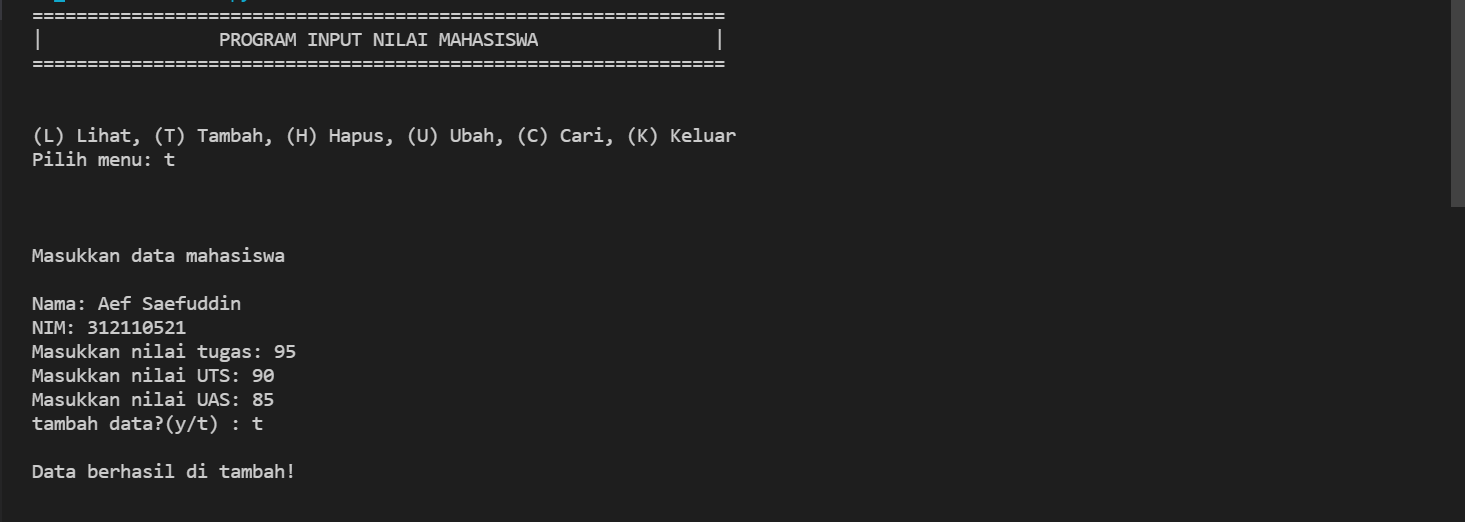 ===============================================================
|                PROGRAM INPUT NILAI MAHASISWA                |
===============================================================
(L) Lihat, (T) Tambah, (H) Hapus, (U) Ubah, (C) Cari, (K) Keluar
Pilih menu: t
Masukkan data mahasiswa
Nama: Aef Saefuddin
NIM: 312110521
Masukkan nilai tugas: 95
Masukkan nilai UTS: 90
Masukkan nilai UAS: 85
tambah data?(y/t) : t
Data berhasil di tambah!